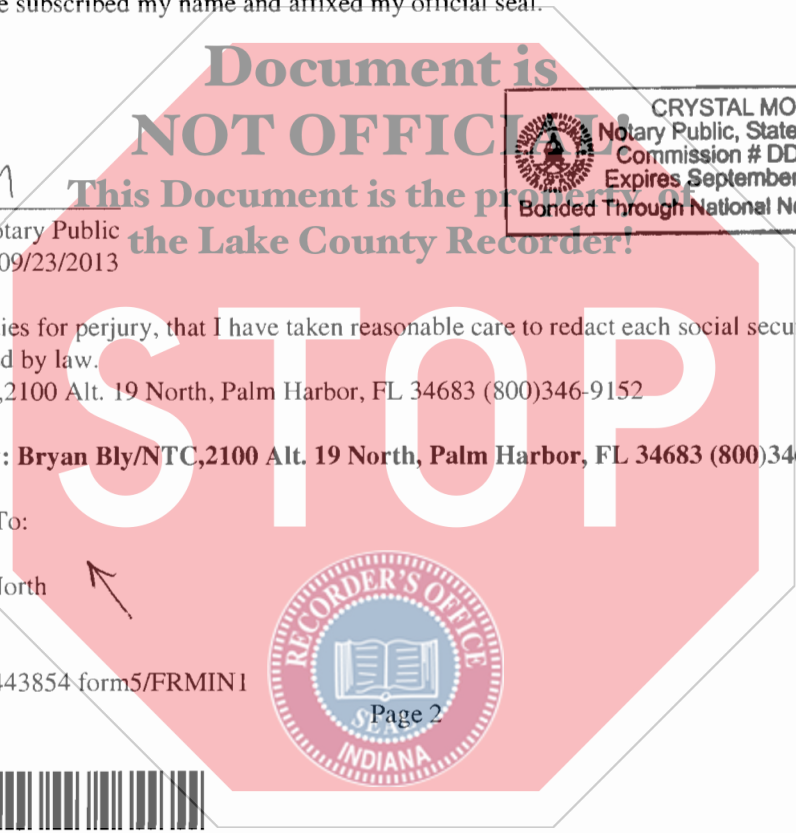 e subscribed my name and affixed my official seal.
Document is
NOT OFFICIAL!
This Document is the property of
the Lake County Recorder!
CRYSTAL MO
Notary Public, State
Commission # DD
Expires September
Bonded Through National No
otary Public
09/23/2013
ies for perjury, that I have taken reasonable care to redact each social secu
d by law.
,2100 Alt. 19 North, Palm Harbor, FL 34683 (800)346-9152
: Bryan Bly/NTC,2100 Alt. 19 North, Palm Harbor, FL 34683 (800)34
STOP
To:
North
443854 form5/FRMIN1
RECORDER'S OFFICE
SEAL
INDIANA
Page 2